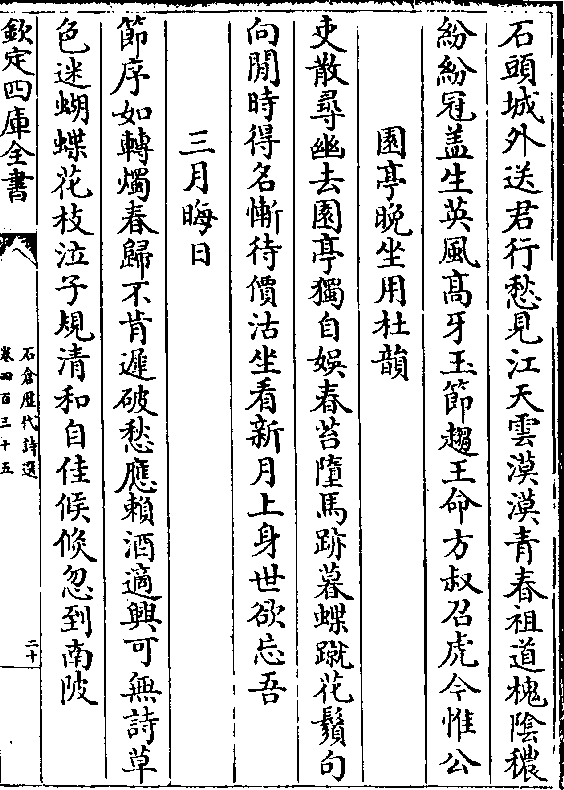 石頭城外送君行愁見江天雲漠漠青春祖道槐陰穠
紛紛冠蓋生英風高牙玉節趨王命方叔召虎今惟公
園亭晚坐用杜韻
吏散尋幽去園亭獨自娯春苔墮馬跡暮蝶蹴花鬚句
向閒時得名慚待價沽坐看新月上身世欲忘吾
三月晦日
節序如轉燭春歸不肯遲破愁應賴酒適興可無詩草
色迷蝴蝶花枝泣子規清和自佳候倐忽到南陂
欽定四庫全書
石倉歴代詩選
卷四百三十五
二十